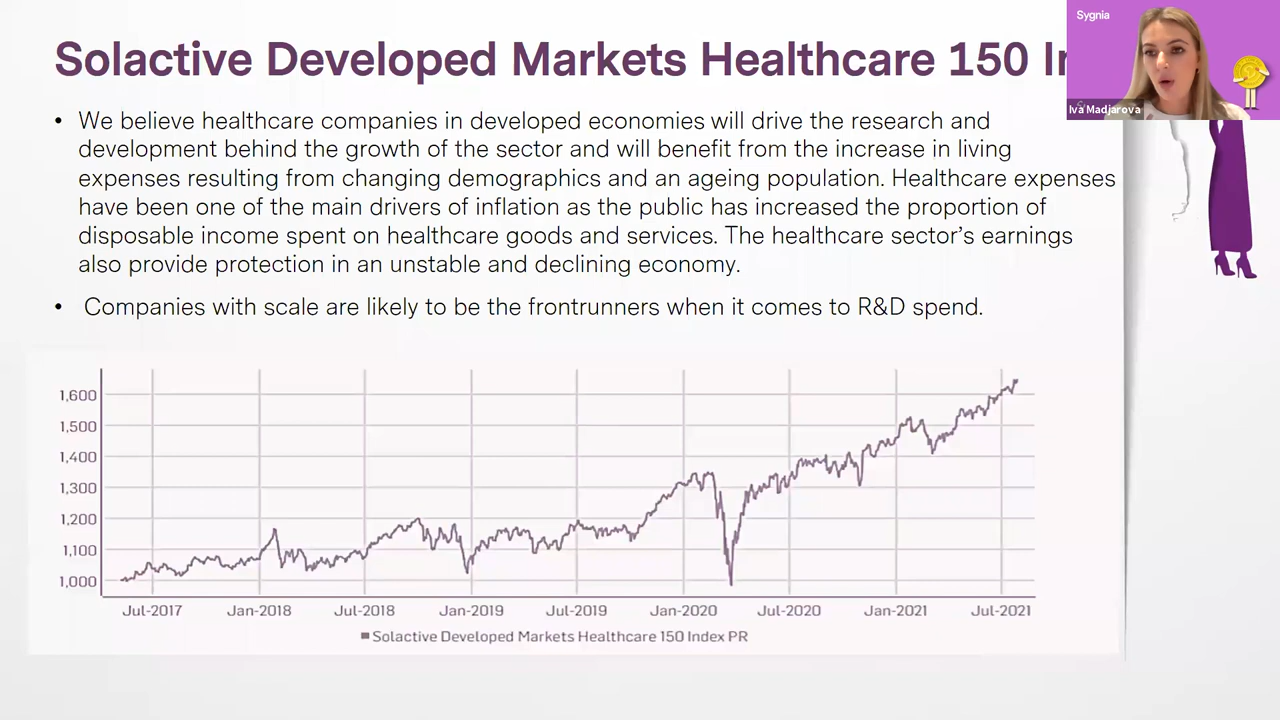 Solactive Developed Markets Healthcare 150
Sygnia
Iva Madjarova
• We believe healthcare companies in developed economies will drive the research and
development behind the growth of the sector and will benefit from the increase in living
expenses resulting from changing demographics and an ageing population. Healthcare expenses
have been one of the main drivers of inflation as the public has increased the proportion of
disposable income spent on healthcare goods and services. The healthcare sector’s earnings
also provide protection in an unstable and declining economy.
• Companies with scale are likely to be the frontrunners when it comes to R&D spend.
1,600
1,500
1,400
1,300
1,200
1,100
1,000
Jul-2017 Jan-2018 Jul-2018 Jan-2019 Jul-2019 Jan-2020 Jul-2020 Jan-2021 Jul-2021
Solactive Developed Markets Healthcare 150 Index PR